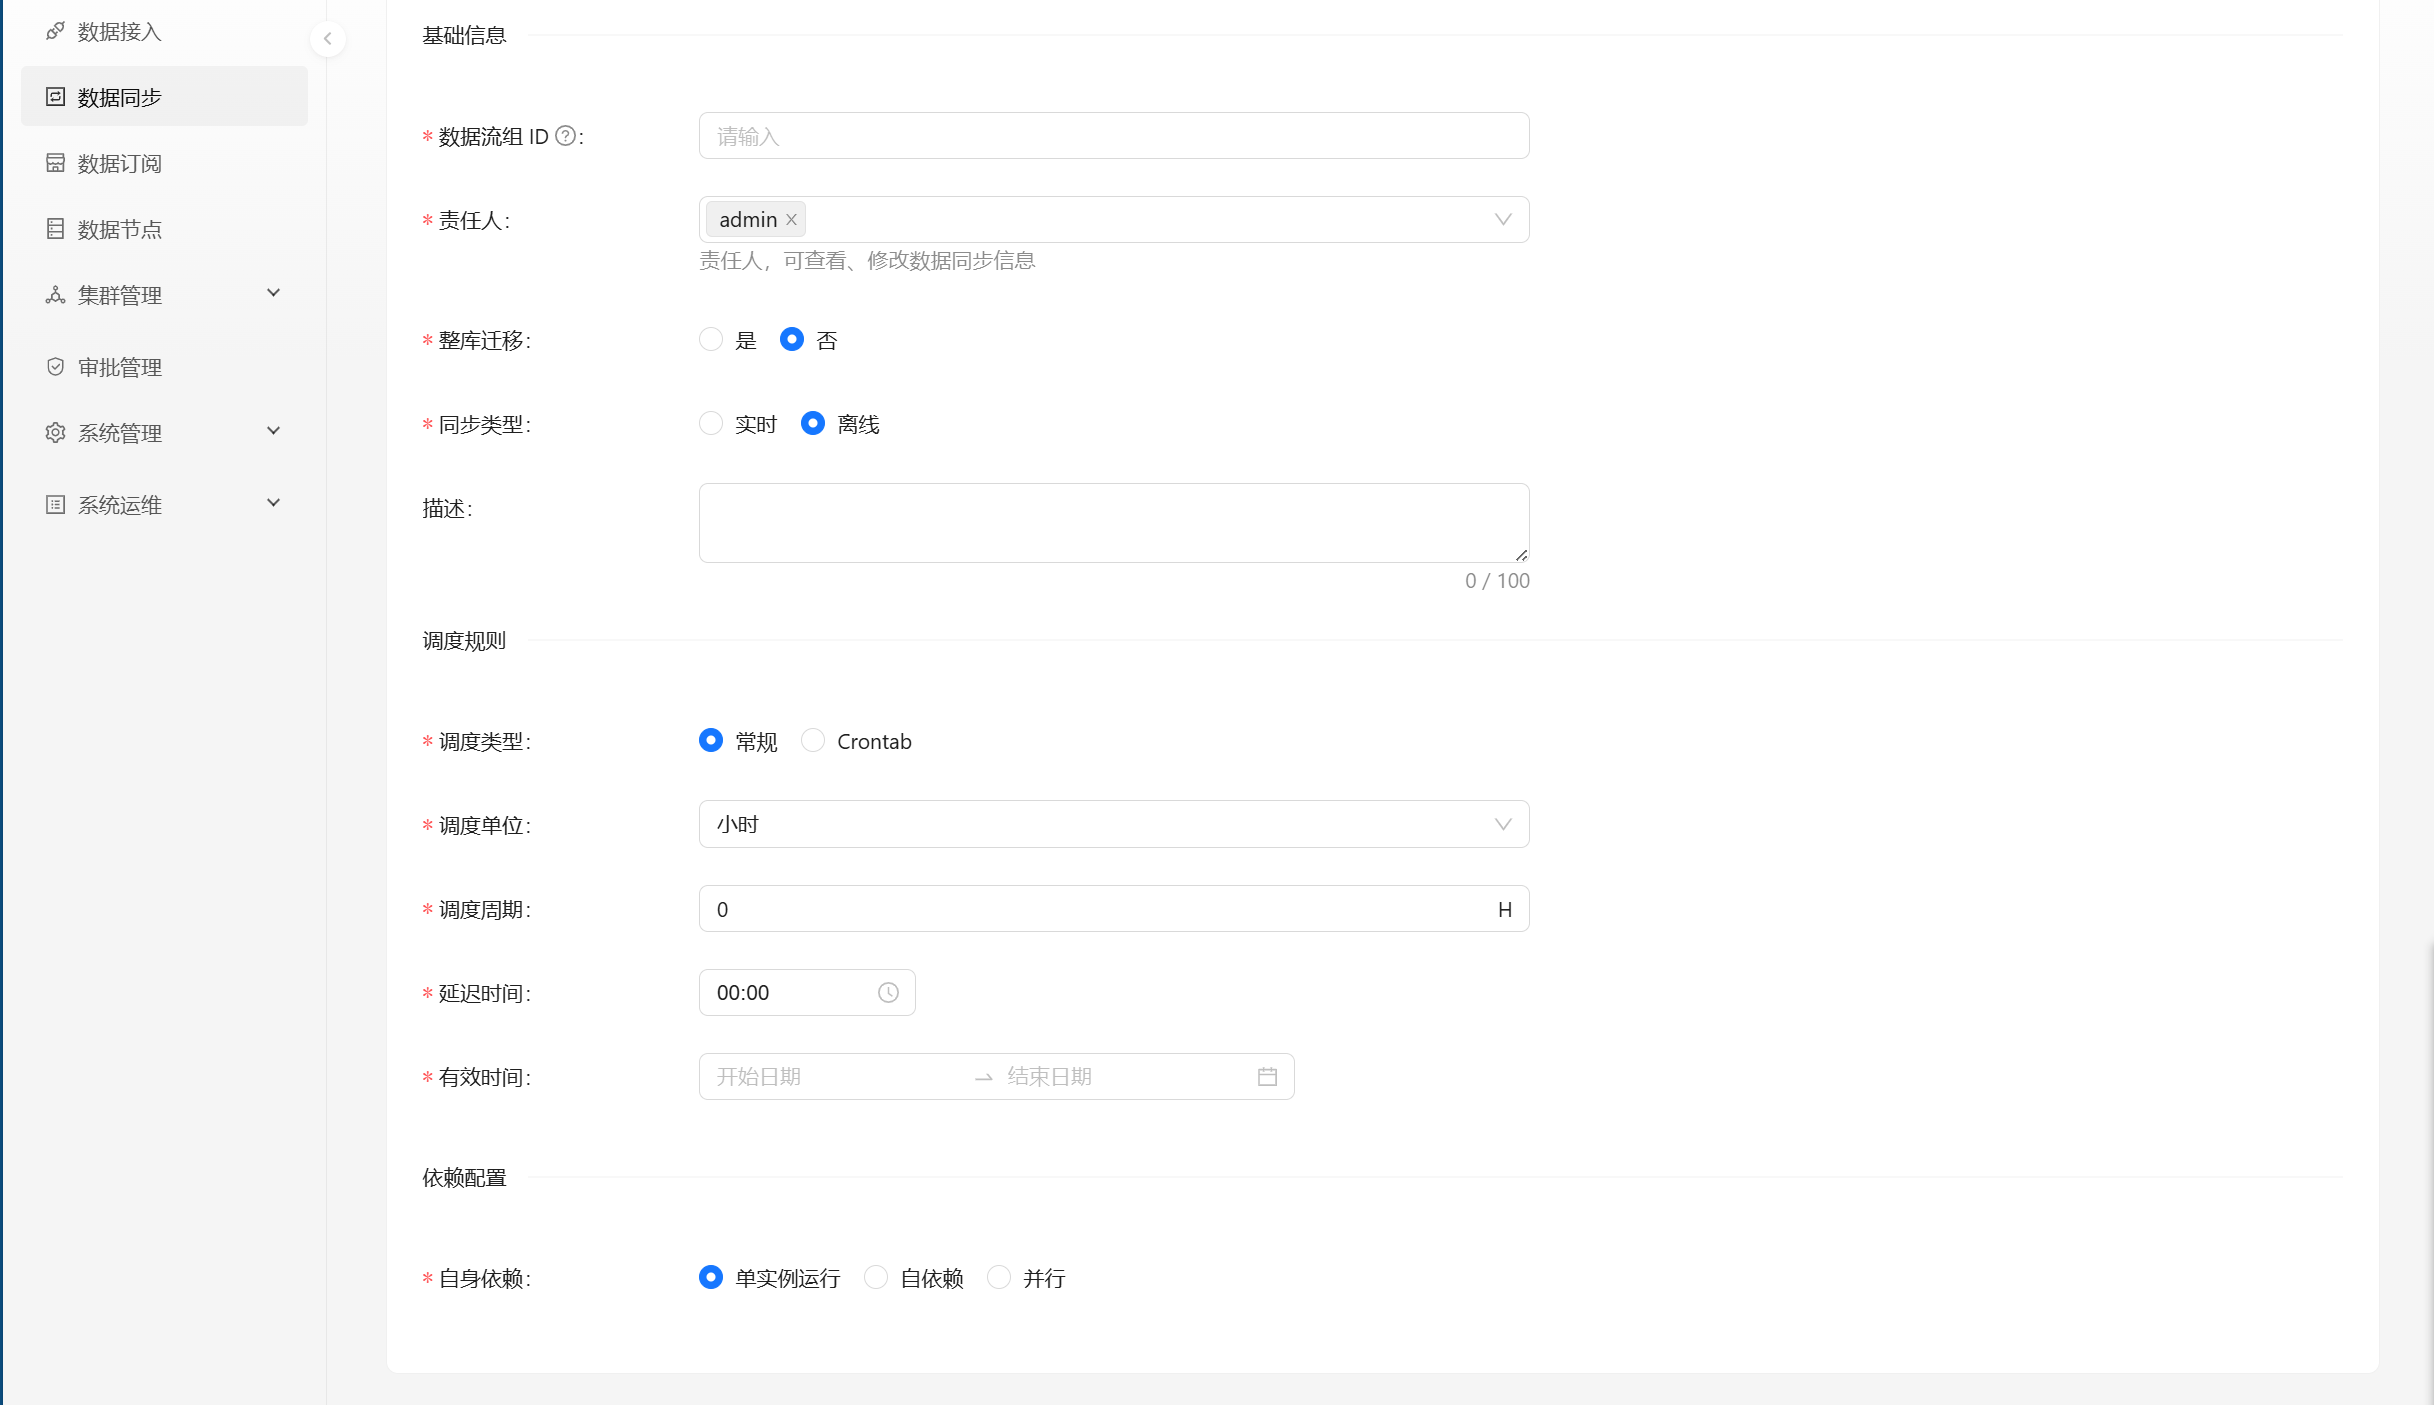 数据接入
数据同步
数据订阅
数据节点
集群管理
审批管理
系统管理
系统运维
基础信息
* 数据流组 ID ? :
请输入
* 责任人:
admin ×
责任人，可查看、修改数据同步信息
* 整库迁移:
是 否
* 同步类型:
实时 离线
描述:
0 / 100
调度规则
* 调度类型:
常规 Crontab
* 调度单位:
小时
* 调度周期:
0 H
* 延迟时间:
00:00
* 有效时间:
开始日期 → 结束日期
依赖配置
* 自身依赖:
单实例运行 自依赖 并行